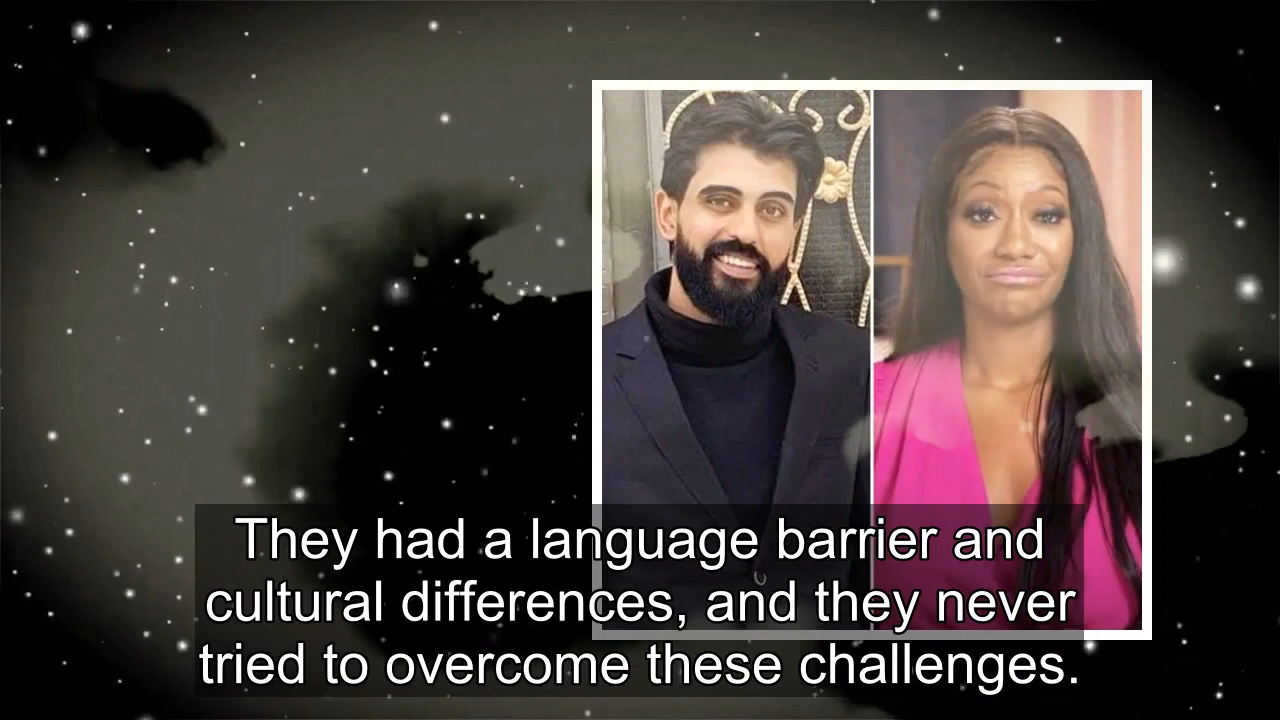 They had a language barrier and
cultural differences, and they never
tried to overcome these challenges.